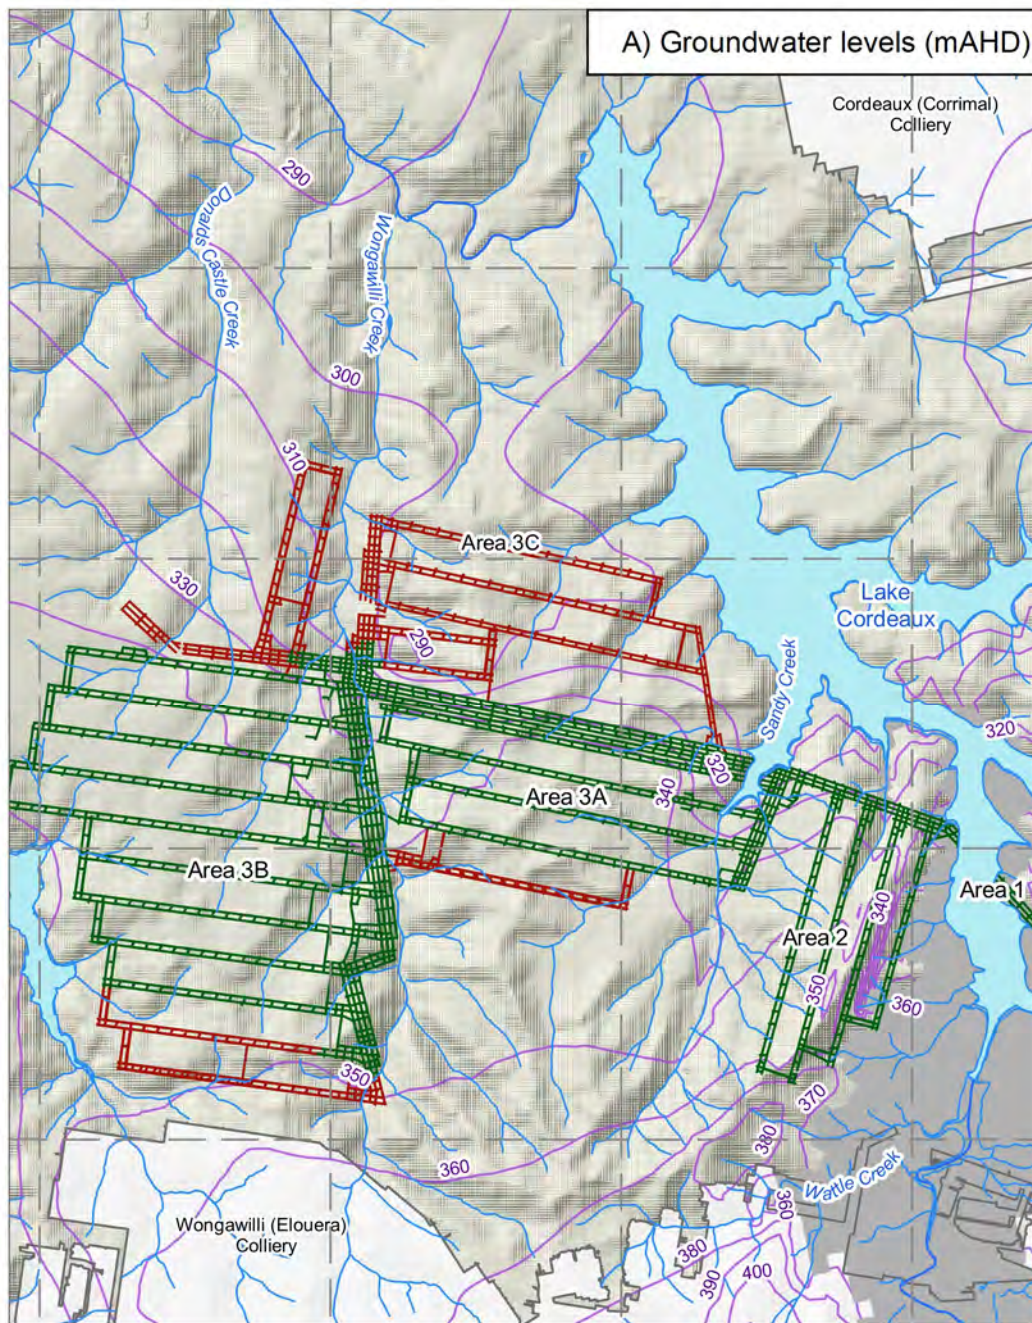 A) Groundwater levels (mAHD)
Cordeaux (Corrimal)
Colliery
290
Donalds Castle Creek
Wongawilli Creek
300
310
Area 3C
330
Lake
Cordeaux
290
Sandy Creek
320
320
340
Area 3A
Area 3B
Area 1
340
Area 2
350
360
350
370
380
360
Wattle Creek
360
Wongawilli (Elouera)
Colliery
380
390
400